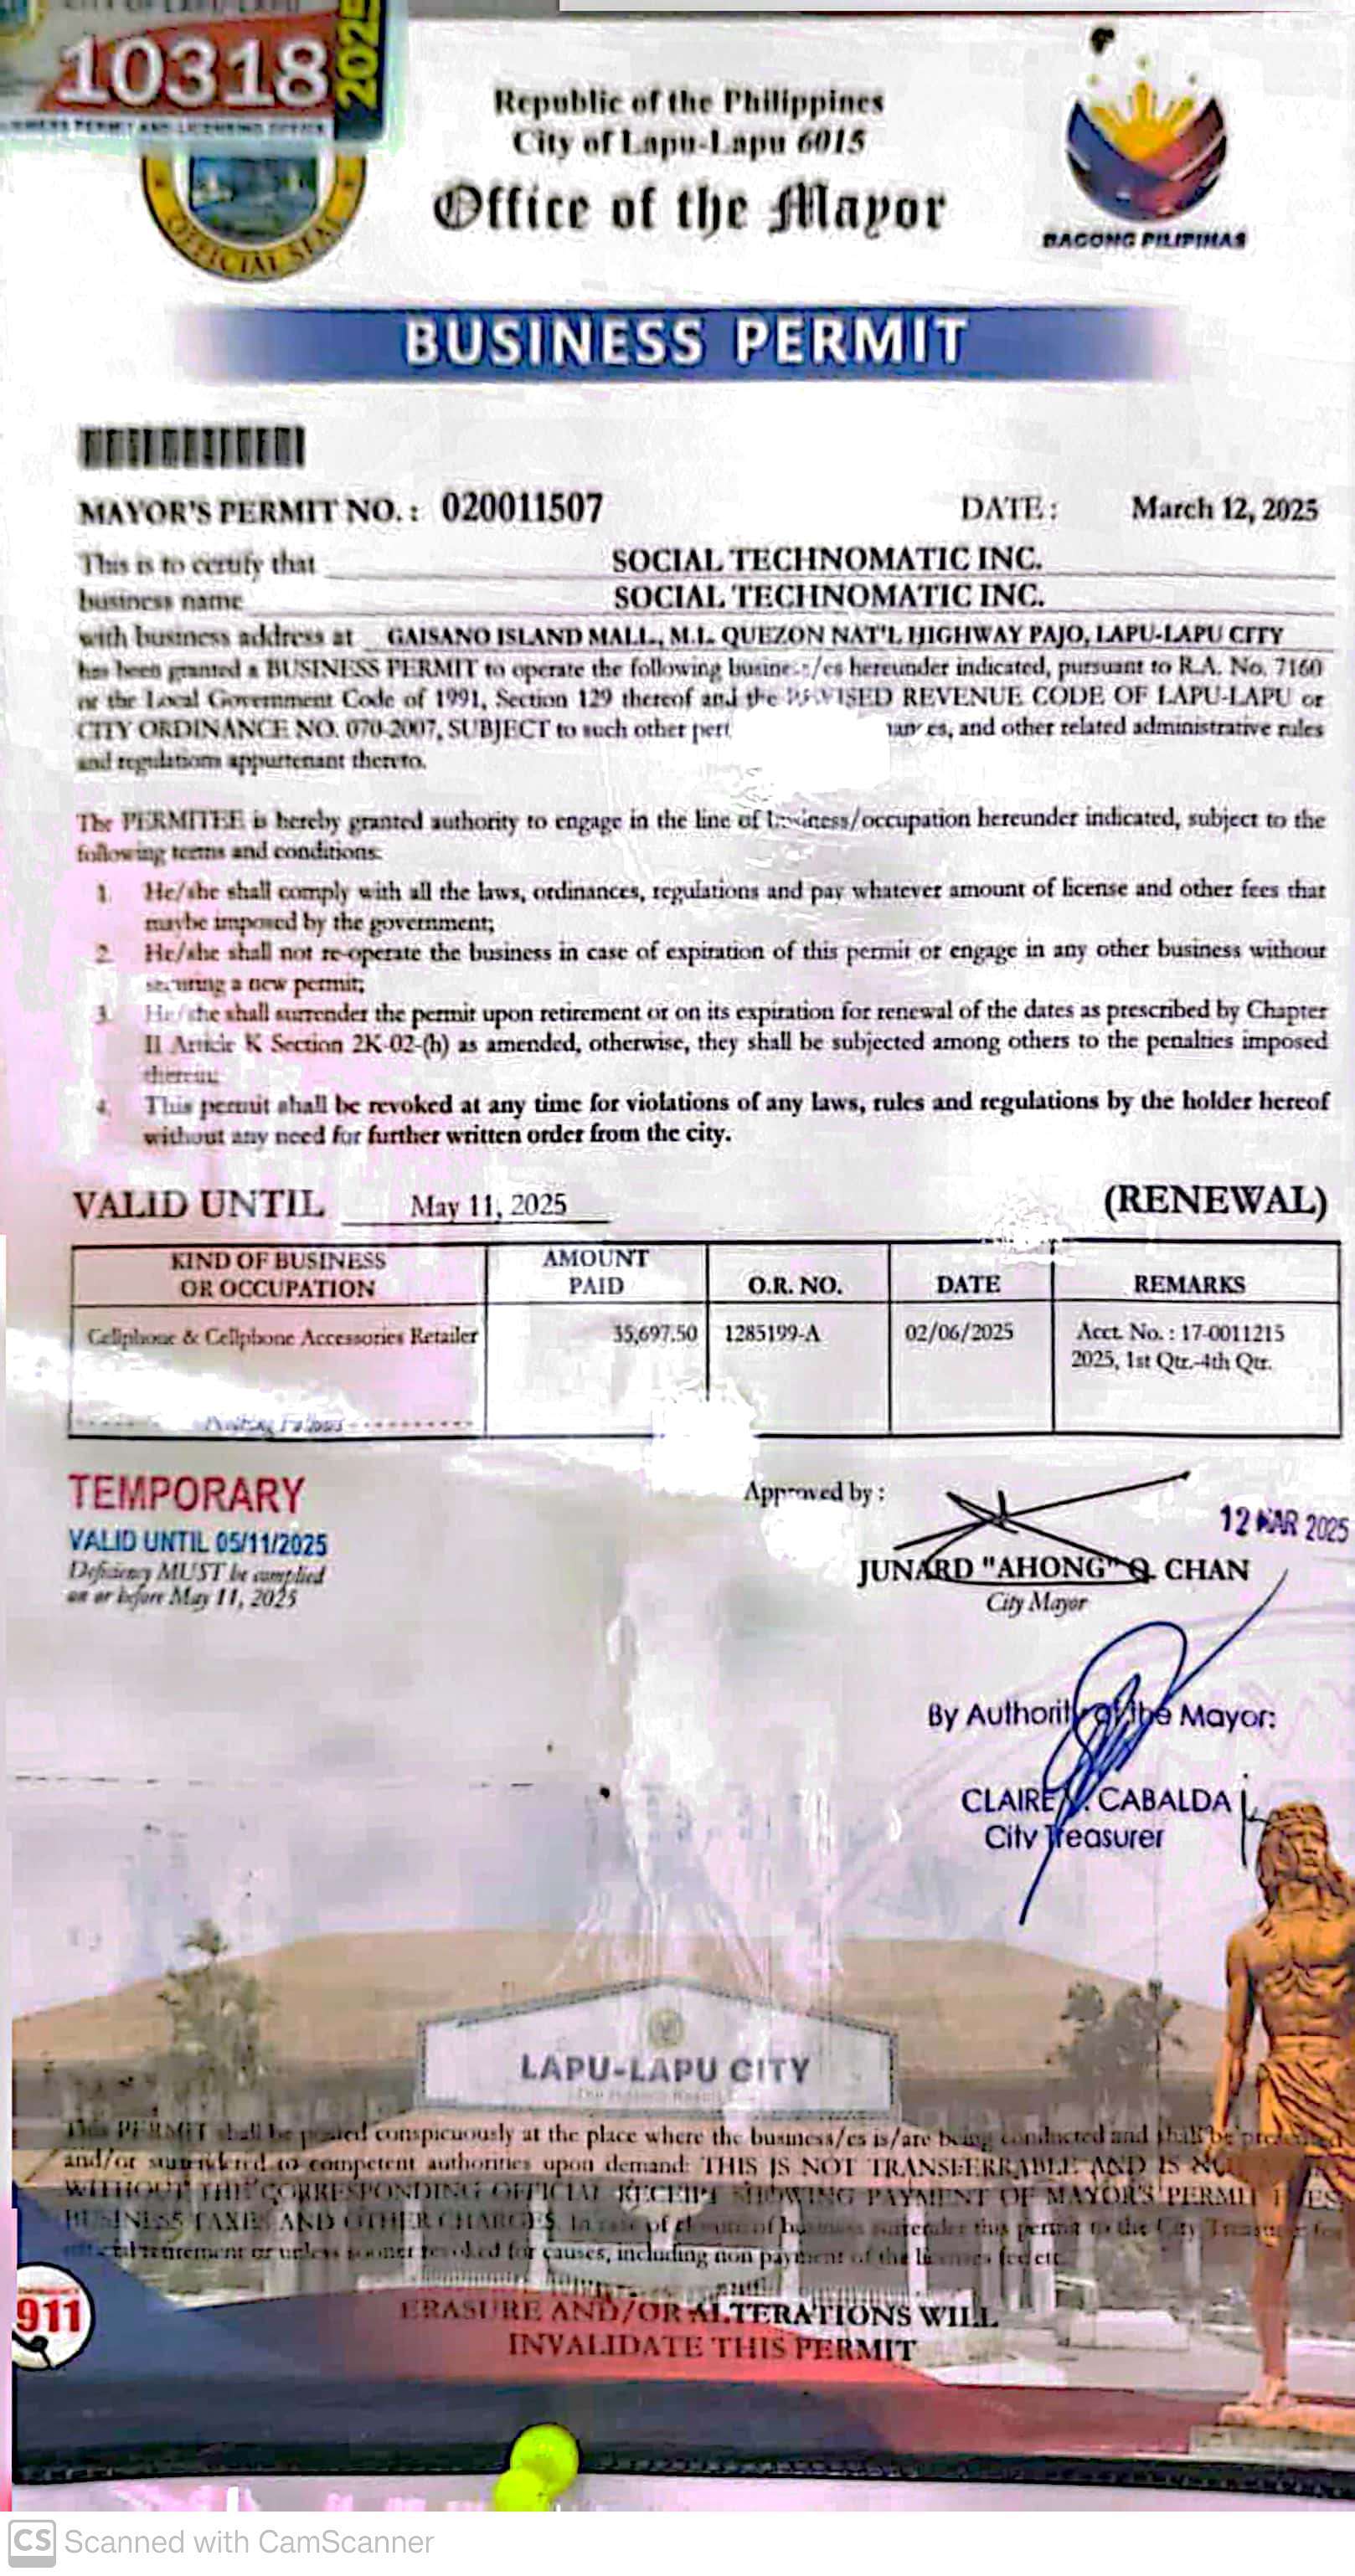 10318
2025
Republic of the Philippines
City of Lapu-Lapu 6015
Office of the Mayor
OFFICIAL SEAL
BAGONG PILIPINAS
BUSINESS PERMIT
MAYOR'S PERMIT NO. : 020011507 DATE : March 12, 2025
This is to certify that SOCIAL TECHNOMATIC INC.
business name SOCIAL TECHNOMATIC INC.
with business address at GAISANO ISLAND MALL, M.L. QUEZON NAT'L HIGHWAY PAJO, LAPU-LAPU CITY
has been granted a BUSINESS PERMIT to operate the following hereunder indicated, pursuant to R.A. No. 7160
or the Local Government Code of 1991, Section 129 thereof and the REVISED REVENUE CODE OF LAPU-LAPU or
CITY ORDINANCE NO. 070-2007, SUBJECT to such other and other related administrative rules
and regulations appurtenant thereto.
The PERMITEE is hereby granted authority to engage in the line of business/occupation hereunder indicated, subject to the
following terms and conditions:
1. He/she shall comply with all the laws, ordinances, regulations and pay whatever amount of license and other fees that
maybe imposed by the government;
2. He/she shall not re-operate the business in case of expiration of this permit or engage in any other business without
securing a new permit;
3. He/she shall surrender the permit upon retirement or on its expiration for renewal of the dates as prescribed by Chapter
II Article K Section 2K-02-(h) as amended, otherwise, they shall be subjected among others to the penalties imposed
therein;
4. This permit shall be revoked at any time for violations of any laws, rules and regulations by the holder hereof
without any need for further written order from the city.
VALID UNTIL May 11, 2025 (RENEWAL)
KIND OF BUSINESS OR OCCUPATION AMOUNT PAID O.R. NO. DATE REMARKS
Cellphone & Cellphone Accessories Retailer 35,697.50 1285199-A 02/06/2025 Acct. No. : 17-0011215
2025, 1st Qtr.-4th Qtr.
TEMPORARY
VALID UNTIL 05/11/2025
Deficiency MUST be complied
on or before May 11, 2025
Approved by :
12 MAR 2025
JUNARD "AHONG" Q. CHAN
City Mayor
By Authority of the Mayor:
CLAIRE CABALDA
City Treasurer
LAPU-LAPU CITY
This PERMIT shall be posted conspicuously at the place where the business/es is/are being conducted and shall be
and/or surrendered to competent authorities upon demand: THIS IS NOT TRANSFERRABLE AND IS
WITHOUT THE CORRESPONDING OFFICIAL RECEIPT SHOWING PAYMENT OF MAYOR'S PERMIT FEES,
BUSINESS TAXES AND OTHER CHARGES. In case of closure of business surrender this permit to the City Treasurer for
official retirement or unless sooner revoked for causes, including non payment of the licenses fee etc.
911
ERASURE AND/OR ALTERATIONS WILL
INVALIDATE THIS PERMIT
CS Scanned with CamScanner